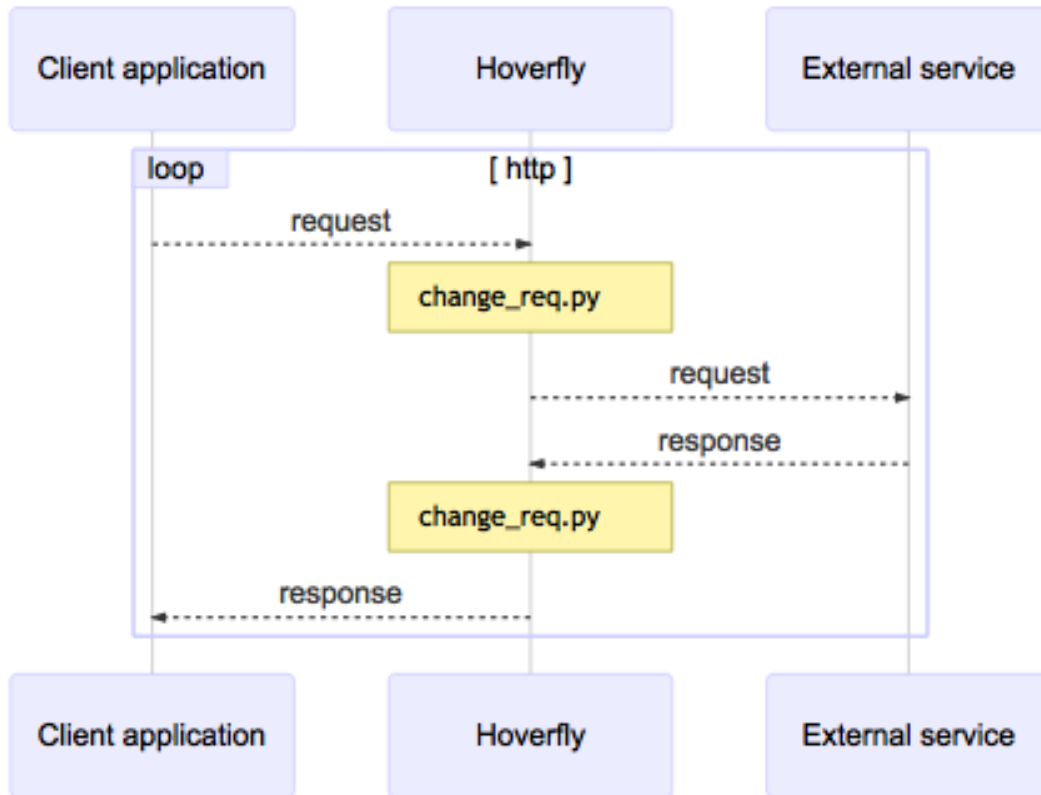 Client application
Hoverfly
External service
loop
[ http ]
request
change_req.py
request
response
change_req.py
response
Client application
Hoverfly
External service